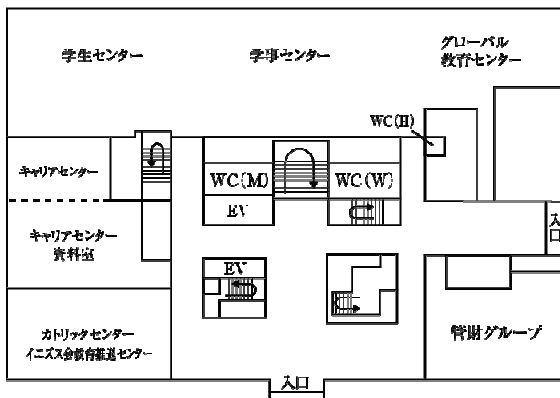 学生センター
学事センター
グローバル
教育センター
WC(H)
キャリアセンター
WC(M)
WC(W)
EV
キャリアセンター
資料室
入
口
EV
カトリックセンター
イエズス会教育推進センター
管財グループ
入口